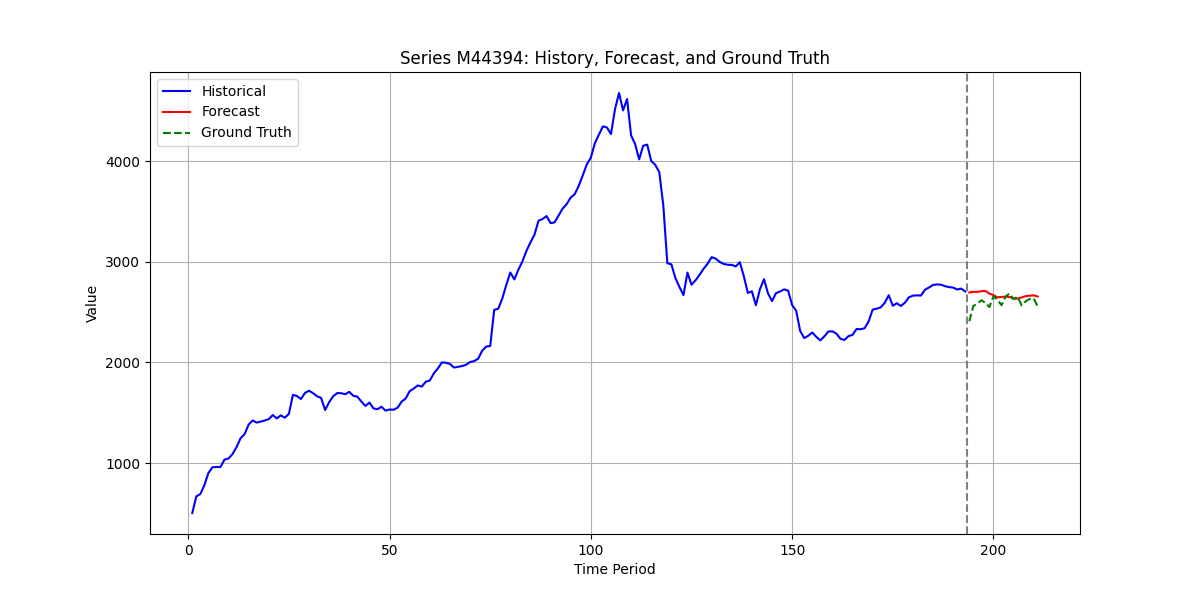 Series M44394: History, Forecast, and Ground Truth
Historical
Forecast
Ground Truth
4000
3000
2000
1000
Value
0
50
100
150
200
Time Period